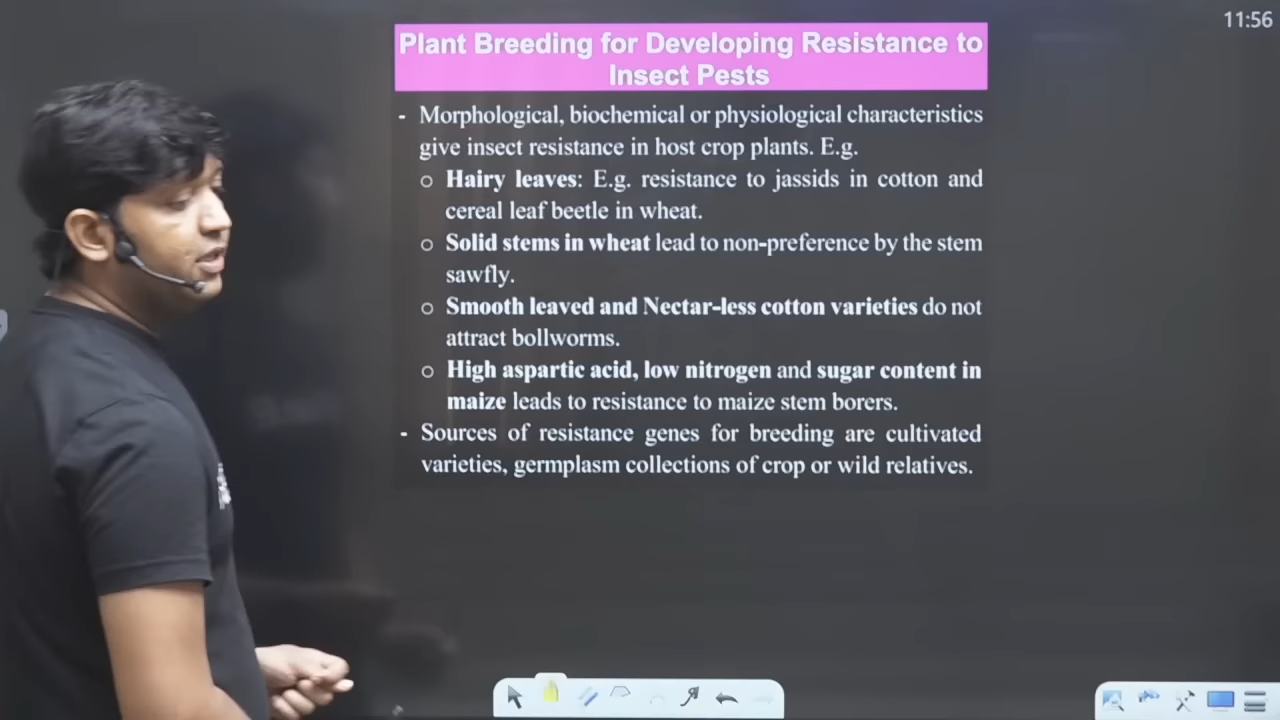 11:56
Plant Breeding for Developing Resistance to
Insect Pests
- Morphological, biochemical or physiological characteristics
give insect resistance in host crop plants. E.g.
o Hairy leaves: E.g. resistance to jassids in cotton and
cereal leaf beetle in wheat.
o Solid stems in wheat lead to non-preference by the stem
sawfly.
o Smooth leaved and Nectar-less cotton varieties do not
attract bollworms.
o High aspartic acid, low nitrogen and sugar content in
maize leads to resistance to maize stem borers.
- Sources of resistance genes for breeding are cultivated
varieties, germplasm collections of crop or wild relatives.